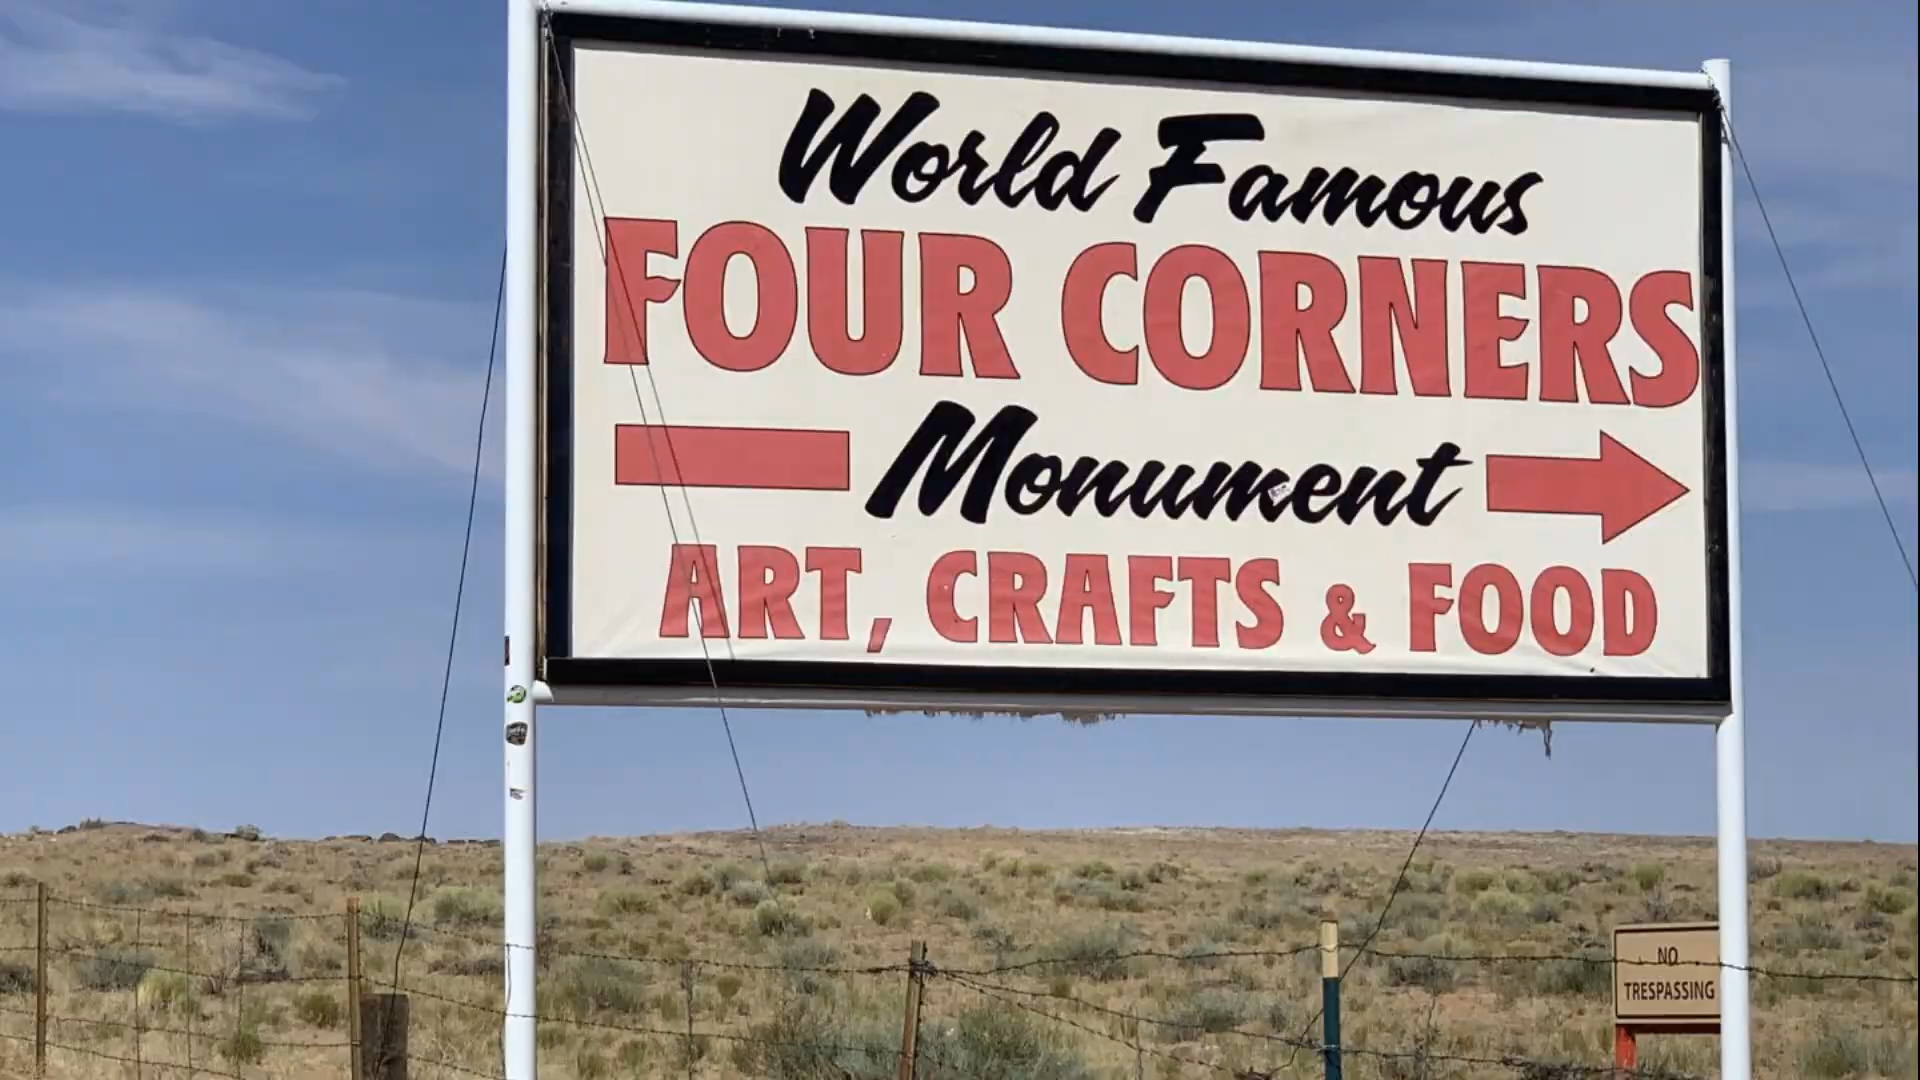 World Famous
FOUR CORNERS
Monument
ART, CRAFTS & FOOD
NO
TRESPASSING